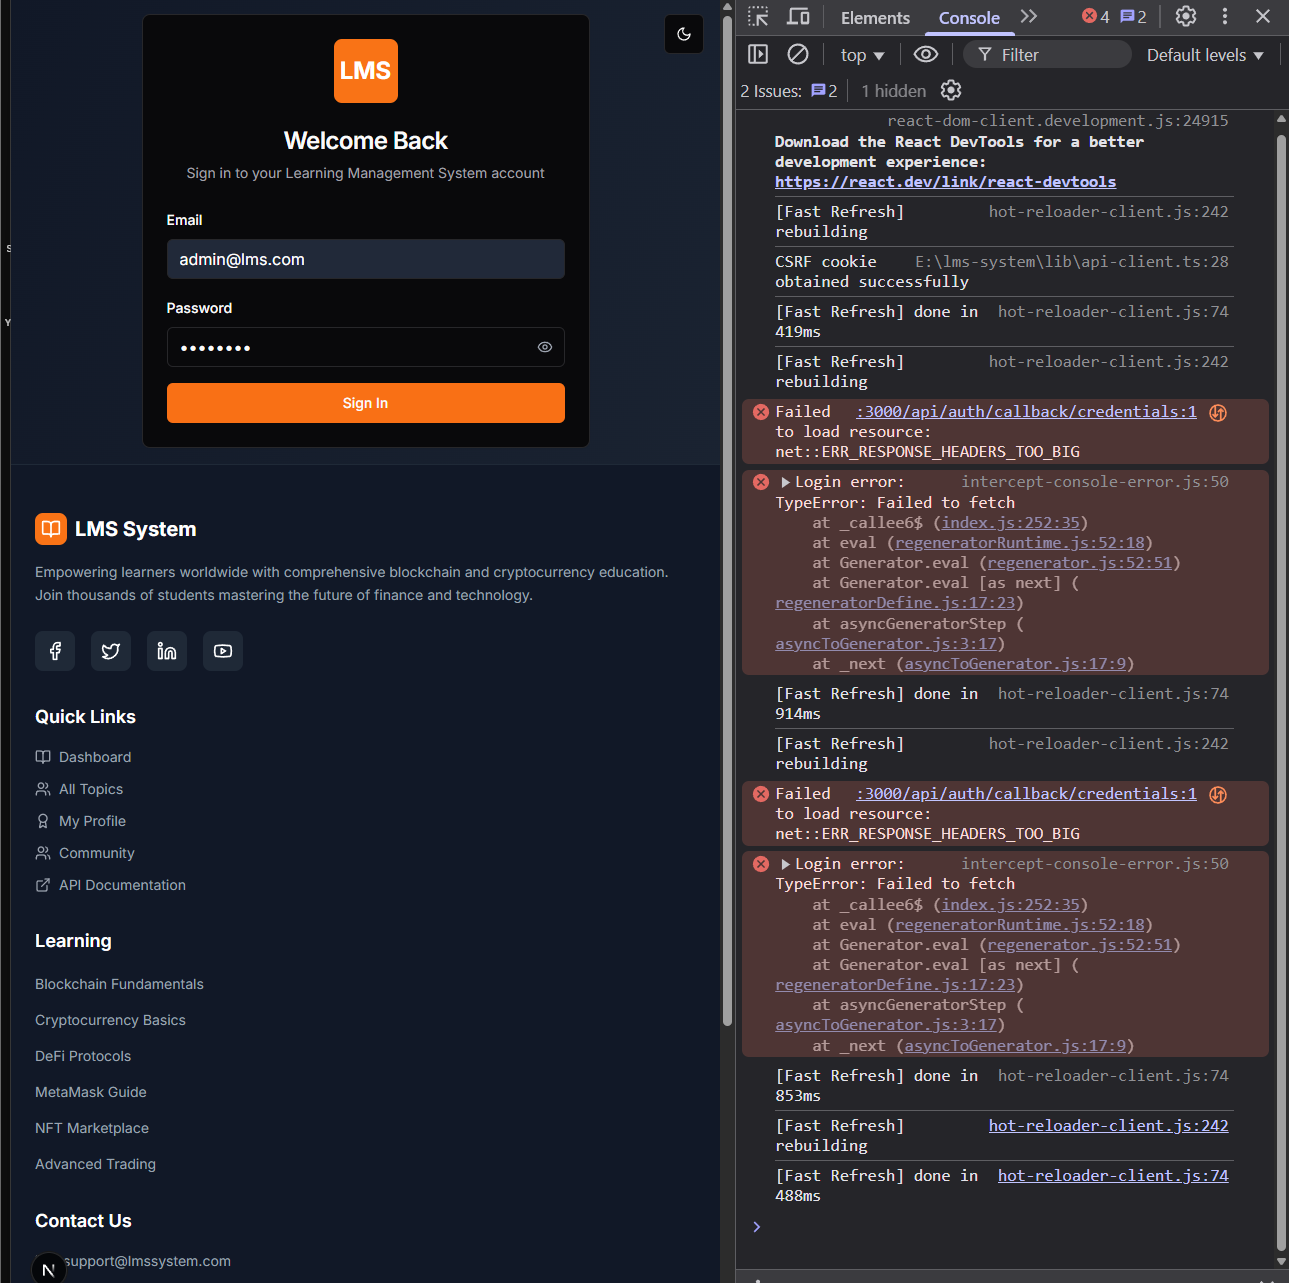 LMS
Welcome Back
Sign in to your Learning Management System account
Email
admin@lms.com
Password
Sign In
LMS System
Empowering learners worldwide with comprehensive blockchain and cryptocurrency education.
Join thousands of students mastering the future of finance and technology.
Quick Links
Dashboard
All Topics
My Profile
Community
API Documentation
Learning
Blockchain Fundamentals
Cryptocurrency Basics
DeFi Protocols
MetaMask Guide
NFT Marketplace
Advanced Trading
Contact Us
support@lmssystem.com
N
S
Y
Elements Console 4 2
top Filter Default levels
2 Issues: 2 1 hidden
react-dom-client.development.js:24915
Download the React DevTools for a better
development experience:
https://react.dev/link/react-devtools
[Fast Refresh] hot-reloader-client.js:242
rebuilding
CSRF cookie E:\lms-system\lib\api-client.ts:28
obtained successfully
[Fast Refresh] done in hot-reloader-client.js:74
419ms
[Fast Refresh] hot-reloader-client.js:242
rebuilding
Failed :3000/api/auth/callback/credentials:1
to load resource:
net::ERR_RESPONSE_HEADERS_TOO_BIG
Login error: intercept-console-error.js:50
TypeError: Failed to fetch
at _callee6$ (index.js:252:35)
at eval (regeneratorRuntime.js:52:18)
at Generator.eval (regenerator.js:52:51)
at Generator.eval [as next] (
regeneratorDefine.js:17:23)
at asyncGeneratorStep (
asyncToGenerator.js:3:17)
at _next (asyncToGenerator.js:17:9)
[Fast Refresh] done in hot-reloader-client.js:74
914ms
[Fast Refresh] hot-reloader-client.js:242
rebuilding
Failed :3000/api/auth/callback/credentials:1
to load resource:
net::ERR_RESPONSE_HEADERS_TOO_BIG
Login error: intercept-console-error.js:50
TypeError: Failed to fetch
at _callee6$ (index.js:252:35)
at eval (regeneratorRuntime.js:52:18)
at Generator.eval (regenerator.js:52:51)
at Generator.eval [as next] (
regeneratorDefine.js:17:23)
at asyncGeneratorStep (
asyncToGenerator.js:3:17)
at _next (asyncToGenerator.js:17:9)
[Fast Refresh] done in hot-reloader-client.js:74
853ms
[Fast Refresh] hot-reloader-client.js:242
rebuilding
[Fast Refresh] done in hot-reloader-client.js:74
488ms